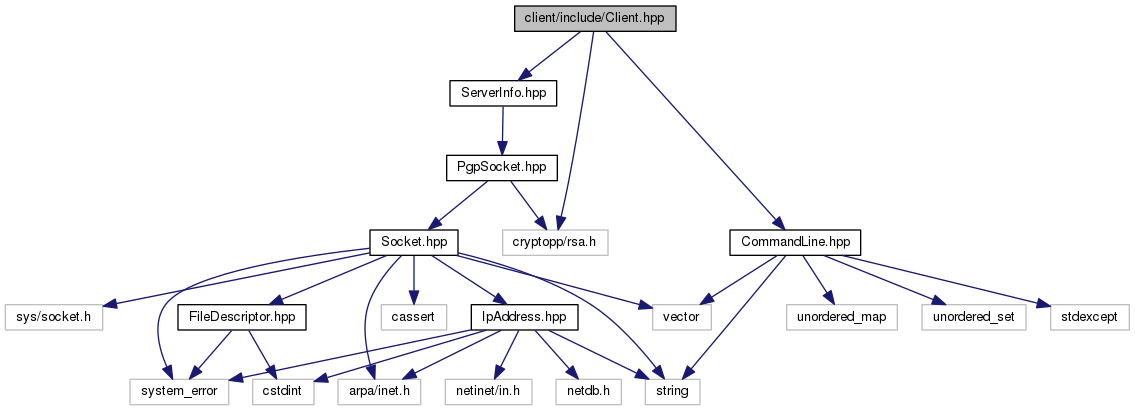 client/include/Client.hpp
ServerInfo.hpp
PgpSocket.hpp
Socket.hpp
cryptopp/rsa.h
CommandLine.hpp
sys/socket.h
FileDescriptor.hpp
cassert
IpAddress.hpp
vector
unordered_map
unordered_set
stdexcept
system_error
cstdint
arpa/inet.h
netinet/in.h
netdb.h
string